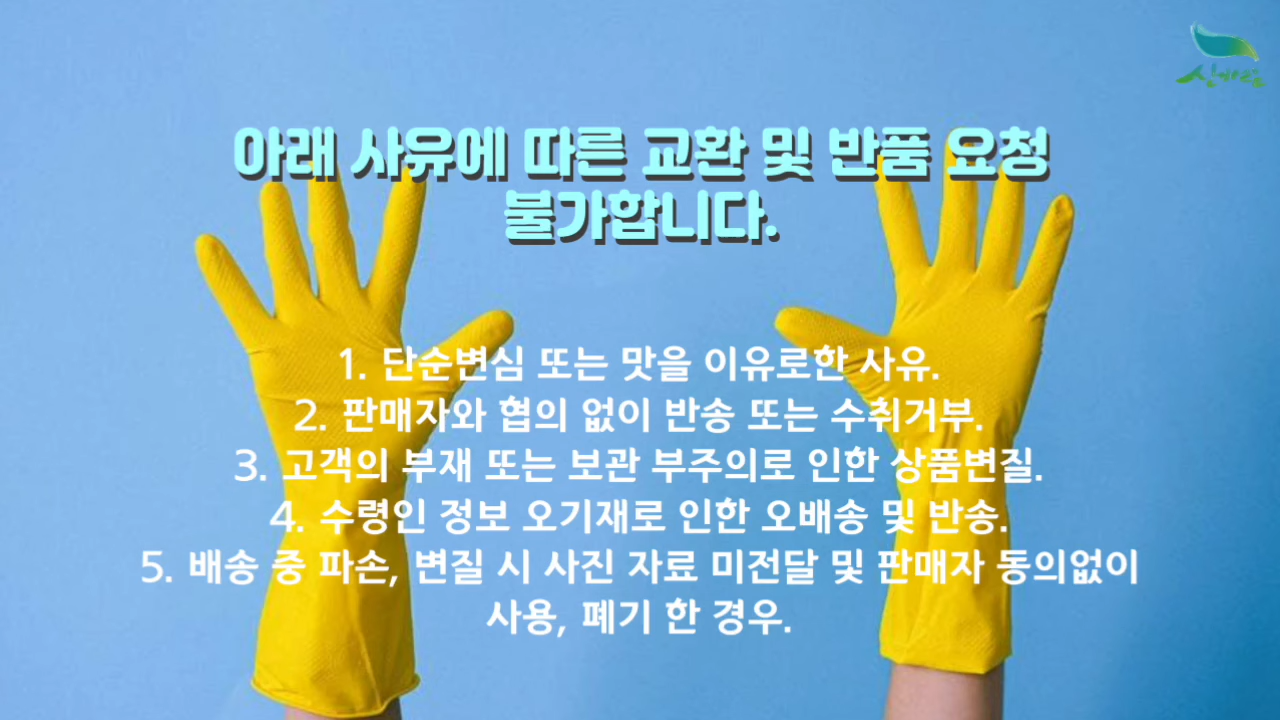 아래 사유에 따른 교환 및 반품 요청
불가합니다.
1. 단순변심 또는 맛을 이유로한 사유.
2. 판매자와 협의 없이 반송 또는 수취거부.
3. 고객의 부재 또는 보관 부주의로 인한 상품변질.
4. 수령인 정보 오기재로 인한 오배송 및 반송.
5. 배송 중 파손, 변질 시 사진 자료 미전달 및 판매자 동의없이
사용, 폐기 한 경우.